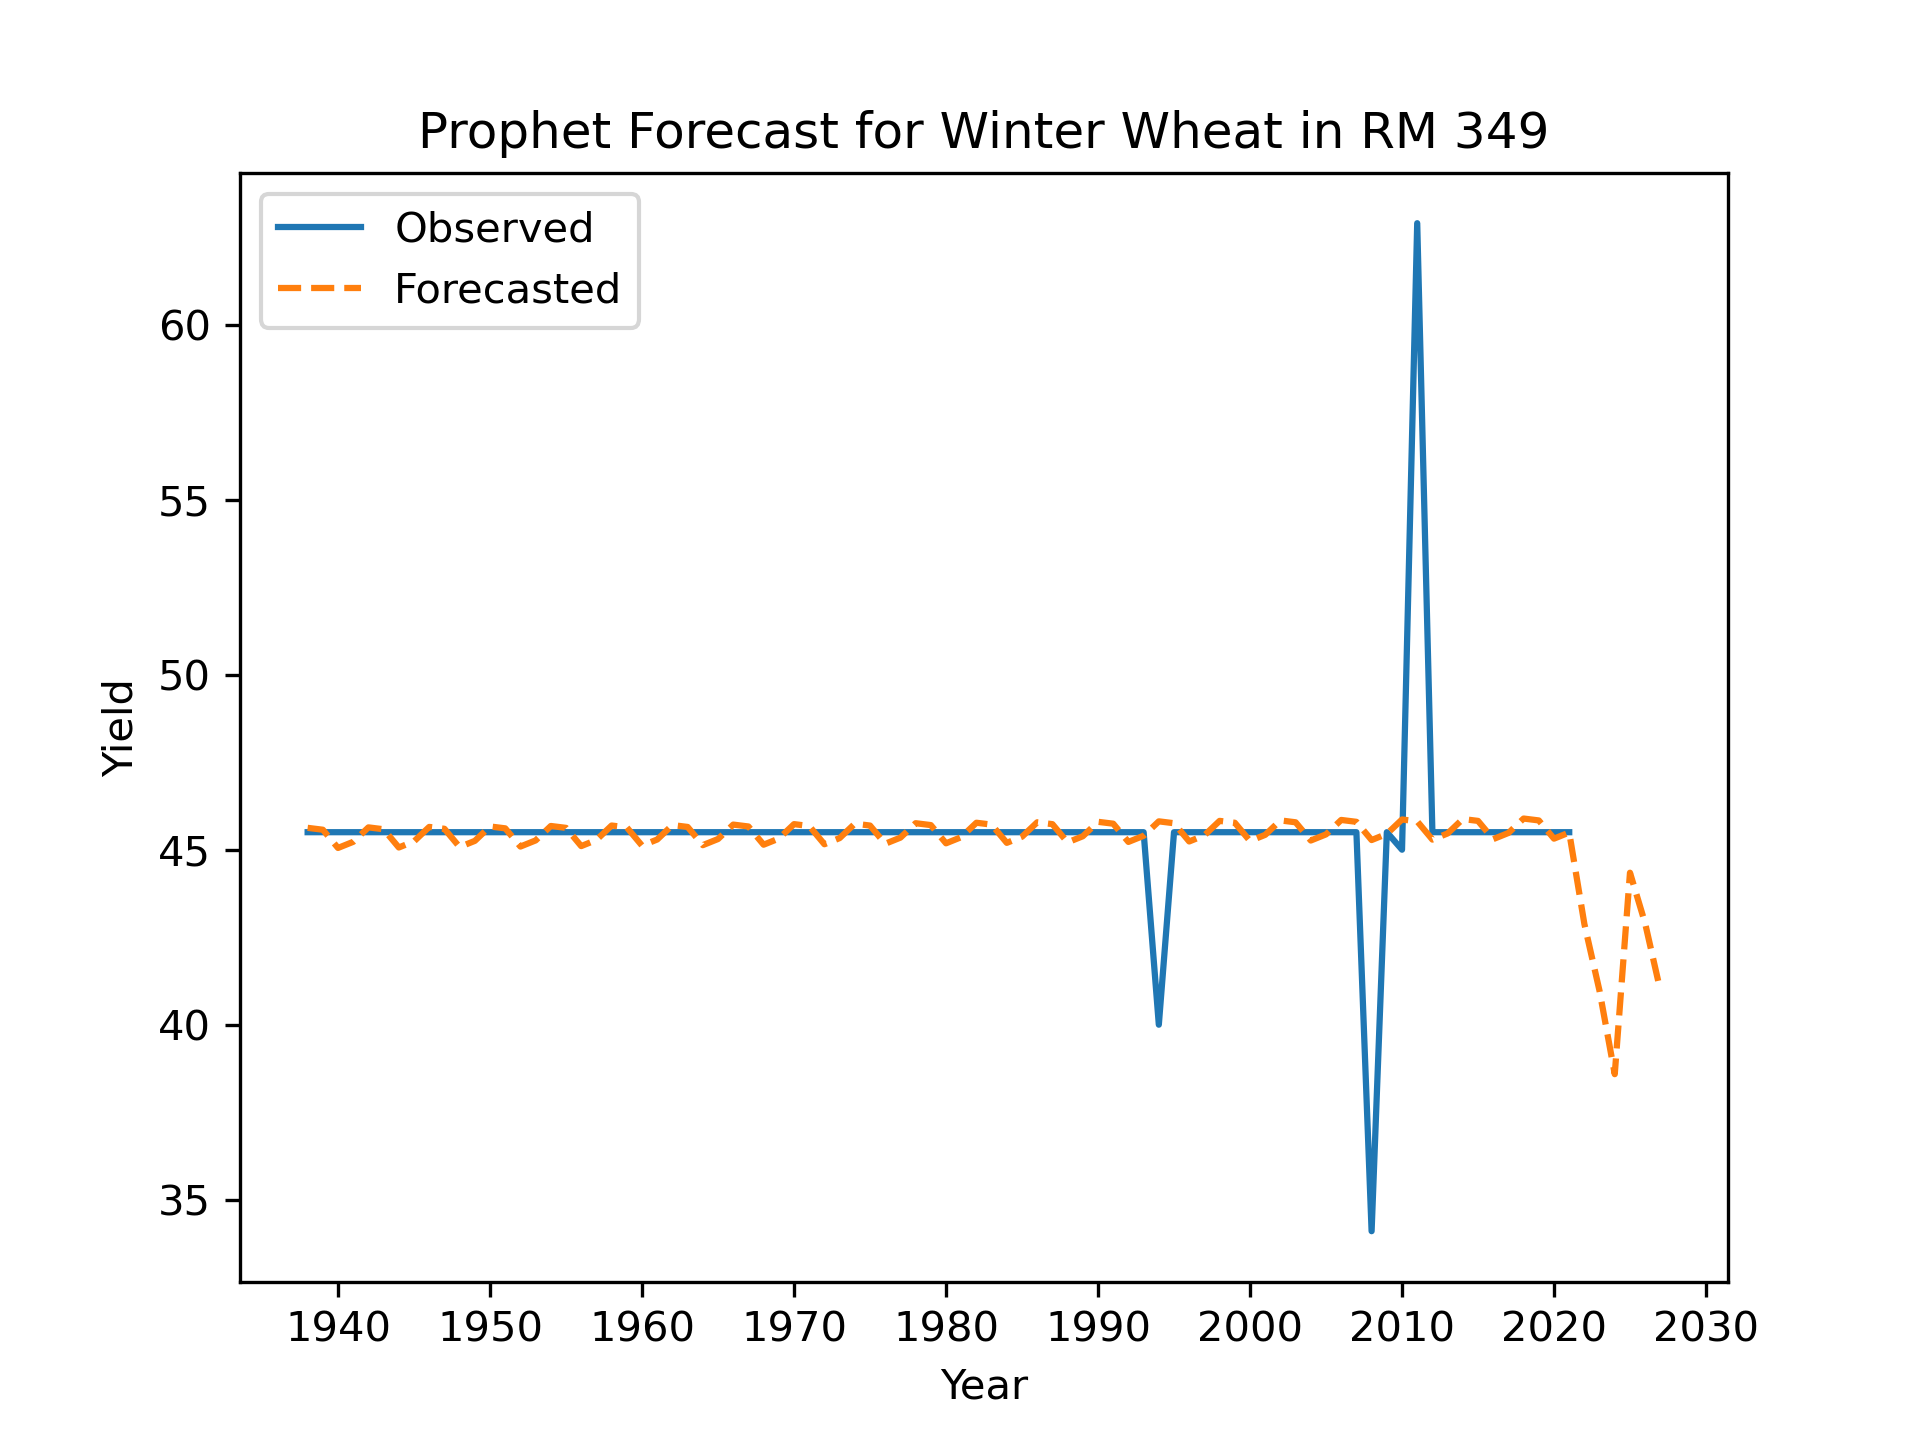 Prophet Forecast for Winter Wheat in RM 349
Observed
Forecasted
60
55
50
45
40
35
Yield
1940 1950 1960 1970 1980 1990 2000 2010 2020 2030
Year